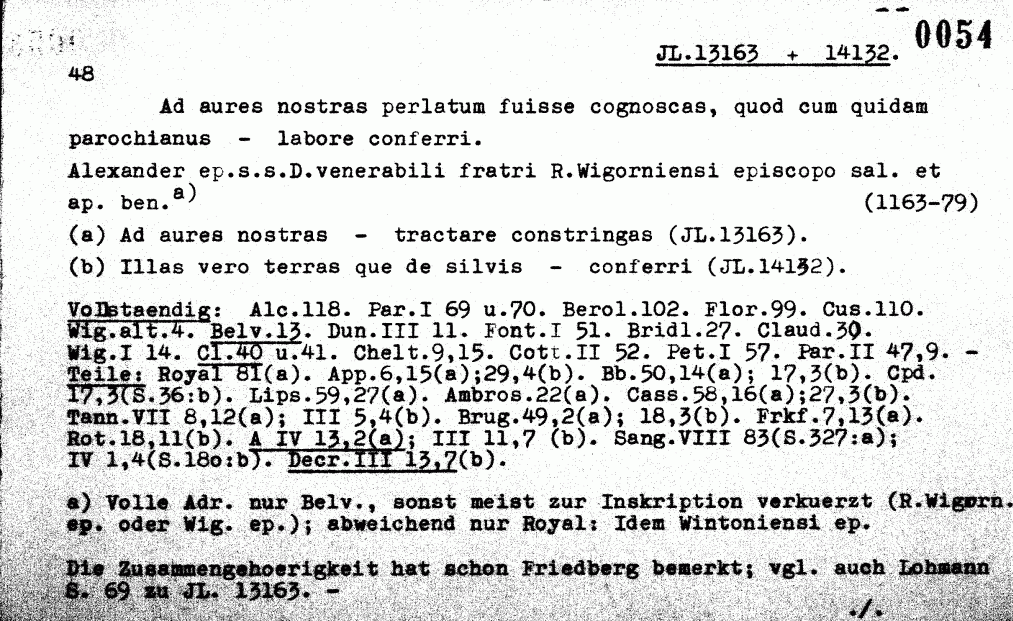 0054
JL.13163 + 14132.
48
Ad aures nostras perlatum fuisse cognoscas, quod cum quidam
parochianus - labore conferri.
Alexander ep.s.s.D.venerabili fratri R.Wigorniensi episcopo sal. et
ap. ben.a) (1163-79)
(a) Ad aures nostras - tractare constringas (JL.13163).
(b) Illas vero terras que de silvis - conferri (JL.14132).
Vollstaendig: Alc.118. Par.I 69 u.70. Berol.102. Flor.99. Cus.110.
Wig.alt.4. Belv.13. Dun.III 11. Font.I 51. Bridl.27. Claud.30.
Wig.I 14. Cl.40 u.41. Chelt.9,15. Cott.II 52. Pet.I 57. Par.II 47,9. -
Teile: Royal 81(a). App.6,15(a);29,4(b). Bb.50,14(a); 17,3(b). Cpd.
17,3(S.36:b). Lips.59,27(a). Ambros.22(a). Cass.58,16(a);27,3(b).
Tann.VII 8,12(a); III 5,4(b). Brug.49,2(a); 18,3(b). Frkf.7,13(a).
Rot.18,11(b). A IV 13,2(a); III 11,7 (b). Sang.VIII 83(S.327:a);
IV 1,4(S.18o:b). Decr.III 13,7(b).
a) Volle Adr. nur Belv., sonst meist zur Inskription verkuerzt (R.Wigorn.
ep. oder Wig. ep.); abweichend nur Royal: Idem Wintoniensi ep.
Die Zusammengehoerigkeit hat schon Friedberg bemerkt; vgl. auch Lohmann
S. 69 zu JL. 13163. -
./.